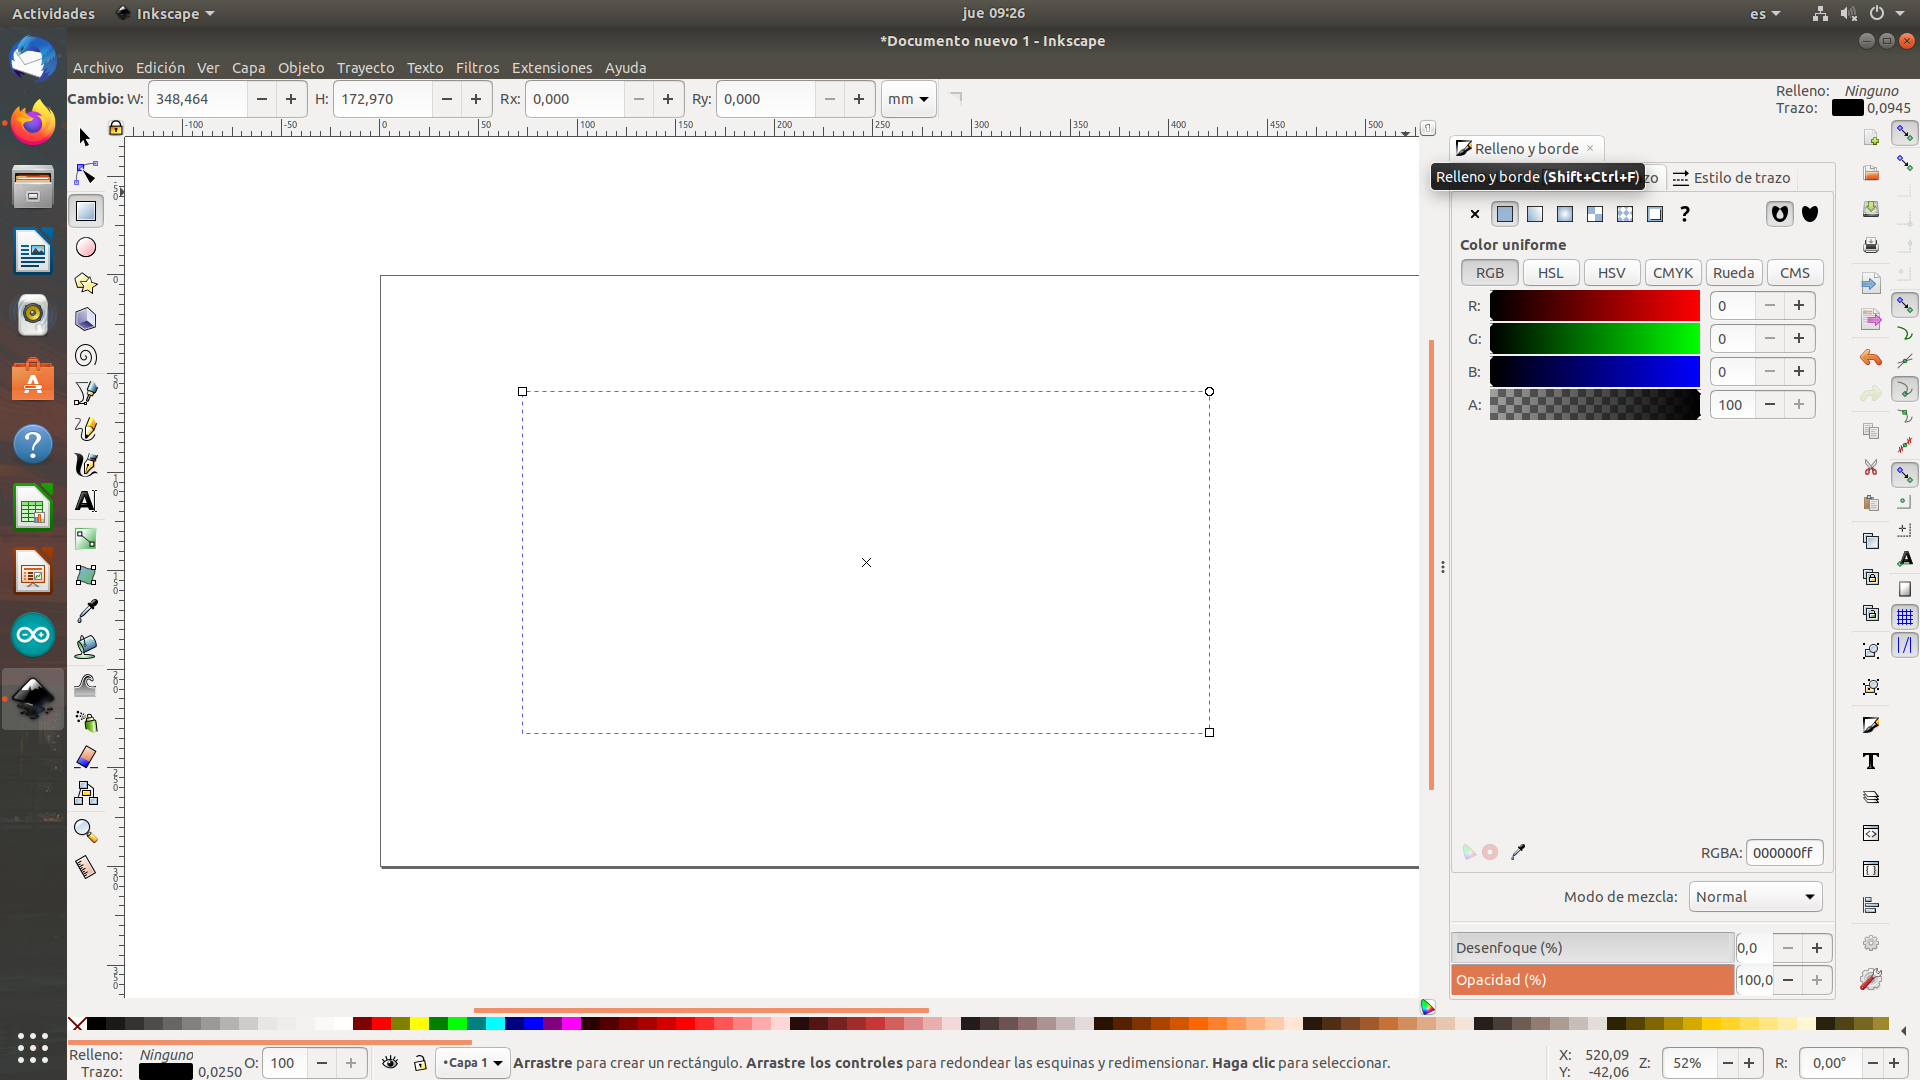 Actividades Inkscape jue 09:26 es
*Documento nuevo 1 - Inkscape
Archivo Edición Ver Capa Objeto Trayecto Texto Filtros Extensiones Ayuda
Cambio: W: 348,464 H: 172,970 Rx: 0,000 Ry: 0,000 mm
Relleno: Ninguno
Trazo: 0,0945
-100 -50 0 50 100 150 200 250 300 350 400 450 500
Relleno y borde
Relleno y borde (Shift+Ctrl+F) zo Estilo de trazo
?
Color uniforme
RGB HSL HSV CMYK Rueda CMS
R: 0
G: 0
B: 0
A: 100
RGBA: 000000ff
Modo de mezcla: Normal
Desenfoque (%) 0,0
Opacidad (%) 100,0
Relleno: Ninguno
Trazo: 0,0250
O: 100 •Capa 1 Arrastre para crear un rectángulo. Arrastre los controles para redondear las esquinas y redimensionar. Haga clic para seleccionar.
X: 520,09
Y: -42,06
Z: 52% R: 0,00°